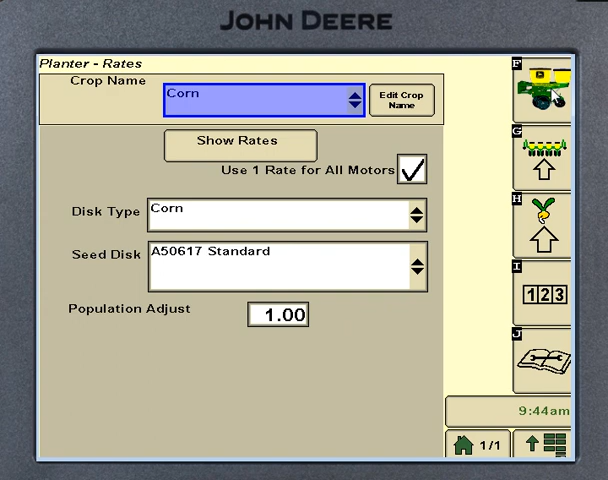 JOHN DEERE
Planter - Rates
Crop Name
Corn
Edit Crop
Name
Show Rates
Use 1 Rate for All Motors
Disk Type
Corn
Seed Disk
A50617 Standard
Population Adjust
1.00
F
G
H
I
123
J
9:44am
1/1